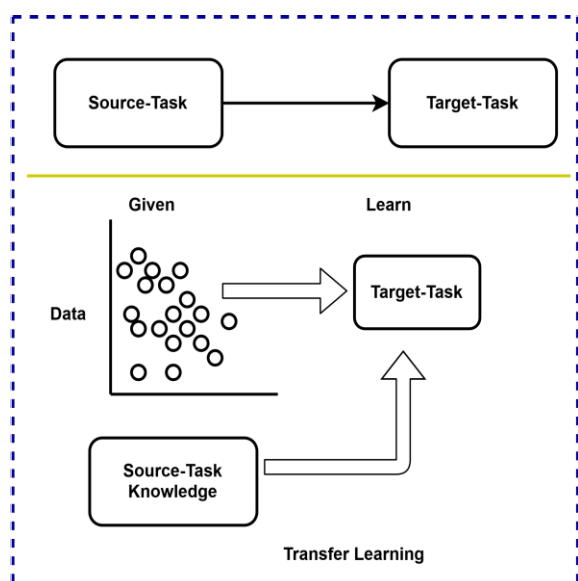 Source-Task
Target-Task
Given
Learn
Data
Target-Task
Source-Task
Knowledge
Transfer Learning